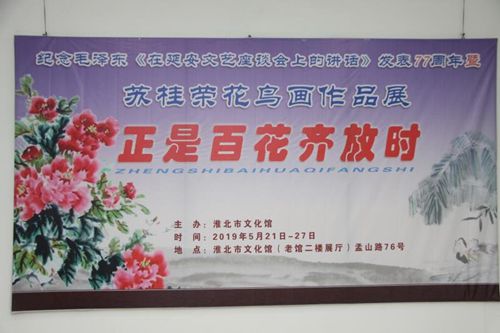 纪念毛泽东《在延安文艺座谈会上的讲话》发表77周年暨
苏桂荣花鸟画作品展
正是百花齐放时
ZHENGSHIBAIHUAQIFANGSHI
主 办：淮北市文化馆
时 间：2019年5月21日~27日
地 点：淮北市文化馆（老馆二楼展厅）孟山路76号